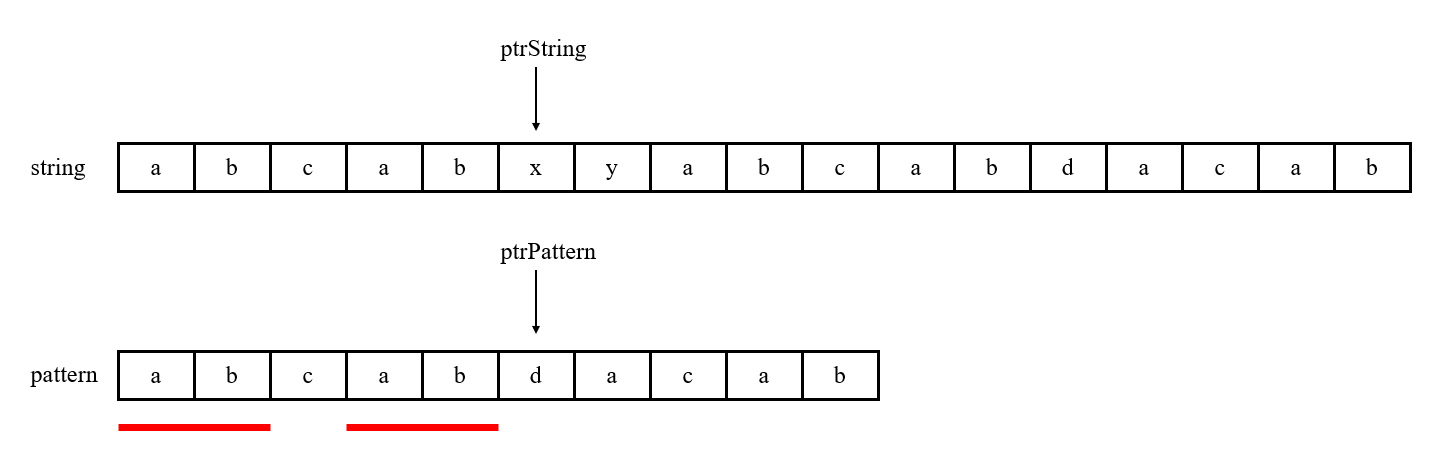 ptrString
string a b c a b x y a b c a b d a c a b
ptrPattern
pattern a b c a b d a c a b